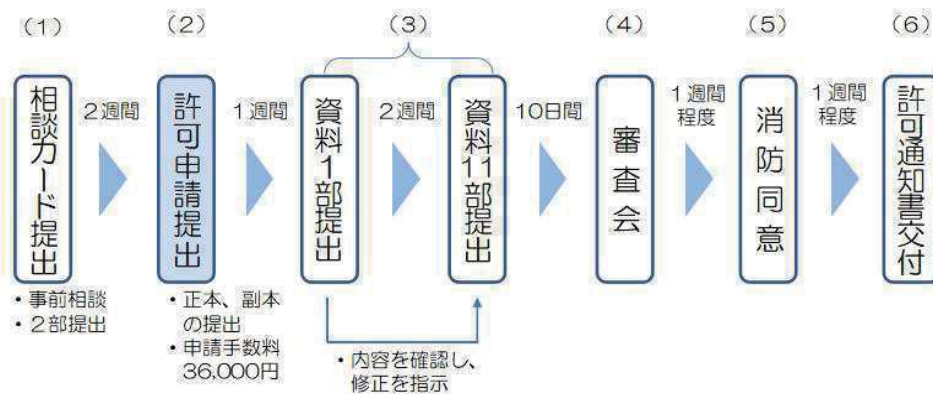 (1)
(2)
(3)
(4)
(5)
(6)
相談カード提出
2週間
許可申請提出
1週間
資料1部提出
2週間
資料11部提出
10日間
審査会
1週間
程度
消防同意
1週間
程度
許可通知書交付
・事前相談
・2部提出
・正本、副本
の提出
・申請手数料
36,000円
・内容を確認し、
修正を指示